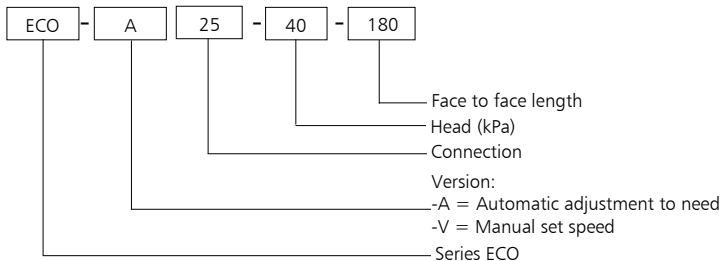 ECO - A 25 - 40 - 180
Face to face length
Head (kPa)
Connection
Version:
-A = Automatic adjustment to need
-V = Manual set speed
Series ECO